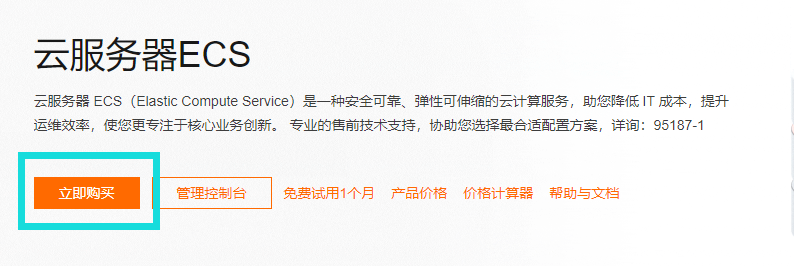 云服务器ECS
云服务器 ECS（Elastic Compute Service）是一种安全可靠、弹性可伸缩的云计算服务，助您降低 IT 成本，提升
运维效率，使您更专注于核心业务创新。 专业的售前技术支持，协助您选择最合适配置方案，详询：95187-1
立即购买 管理控制台 免费试用1个月 产品价格 价格计算器 帮助与文档